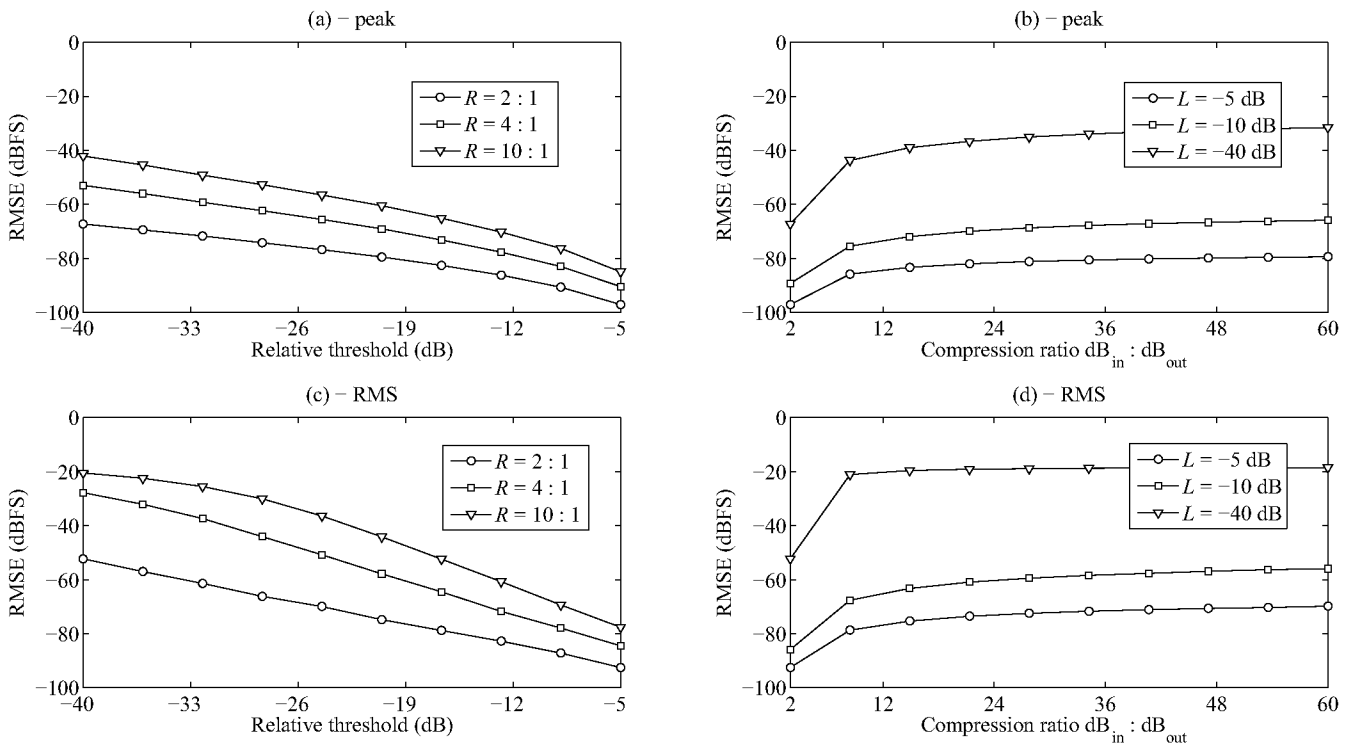 (a) − peak
0
−20
−40
−60
−80
−100
RMSE (dBFS)
R = 2 : 1
R = 4 : 1
R = 10 : 1
−40 −33 −26 −19 −12 −5
Relative threshold (dB)
(b) − peak
0
−20
−40
−60
−80
−100
RMSE (dBFS)
L = −5 dB
L = −10 dB
L = −40 dB
2 12 24 36 48 60
Compression ratio dB_in : dB_out
(c) − RMS
0
−20
−40
−60
−80
−100
RMSE (dBFS)
R = 2 : 1
R = 4 : 1
R = 10 : 1
−40 −33 −26 −19 −12 −5
Relative threshold (dB)
(d) − RMS
0
−20
−40
−60
−80
−100
RMSE (dBFS)
L = −5 dB
L = −10 dB
L = −40 dB
2 12 24 36 48 60
Compression ratio dB_in : dB_out